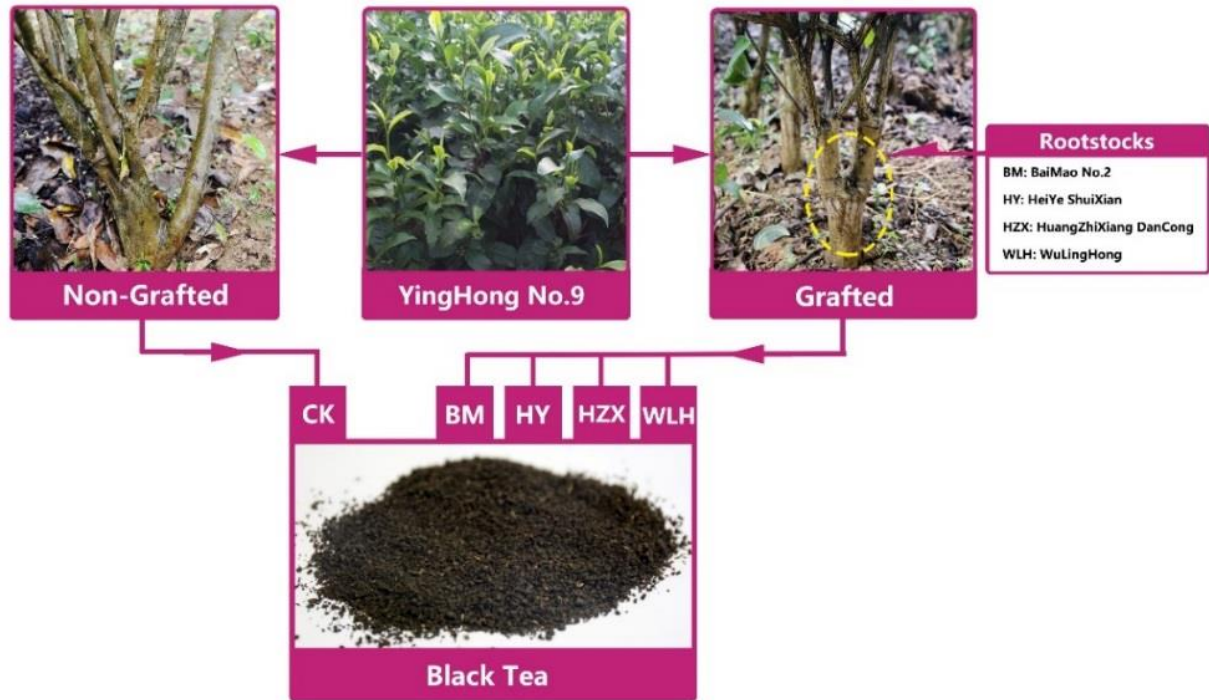 Non-Grafted
YingHong No.9
Grafted
Rootstocks
BM: BaiMao No.2
HY: HeiYe ShuiXian
HZX: HuangZhiXiang DanCong
WLH: WuLingHong
CK
BM
HY
HZX
WLH
Black Tea